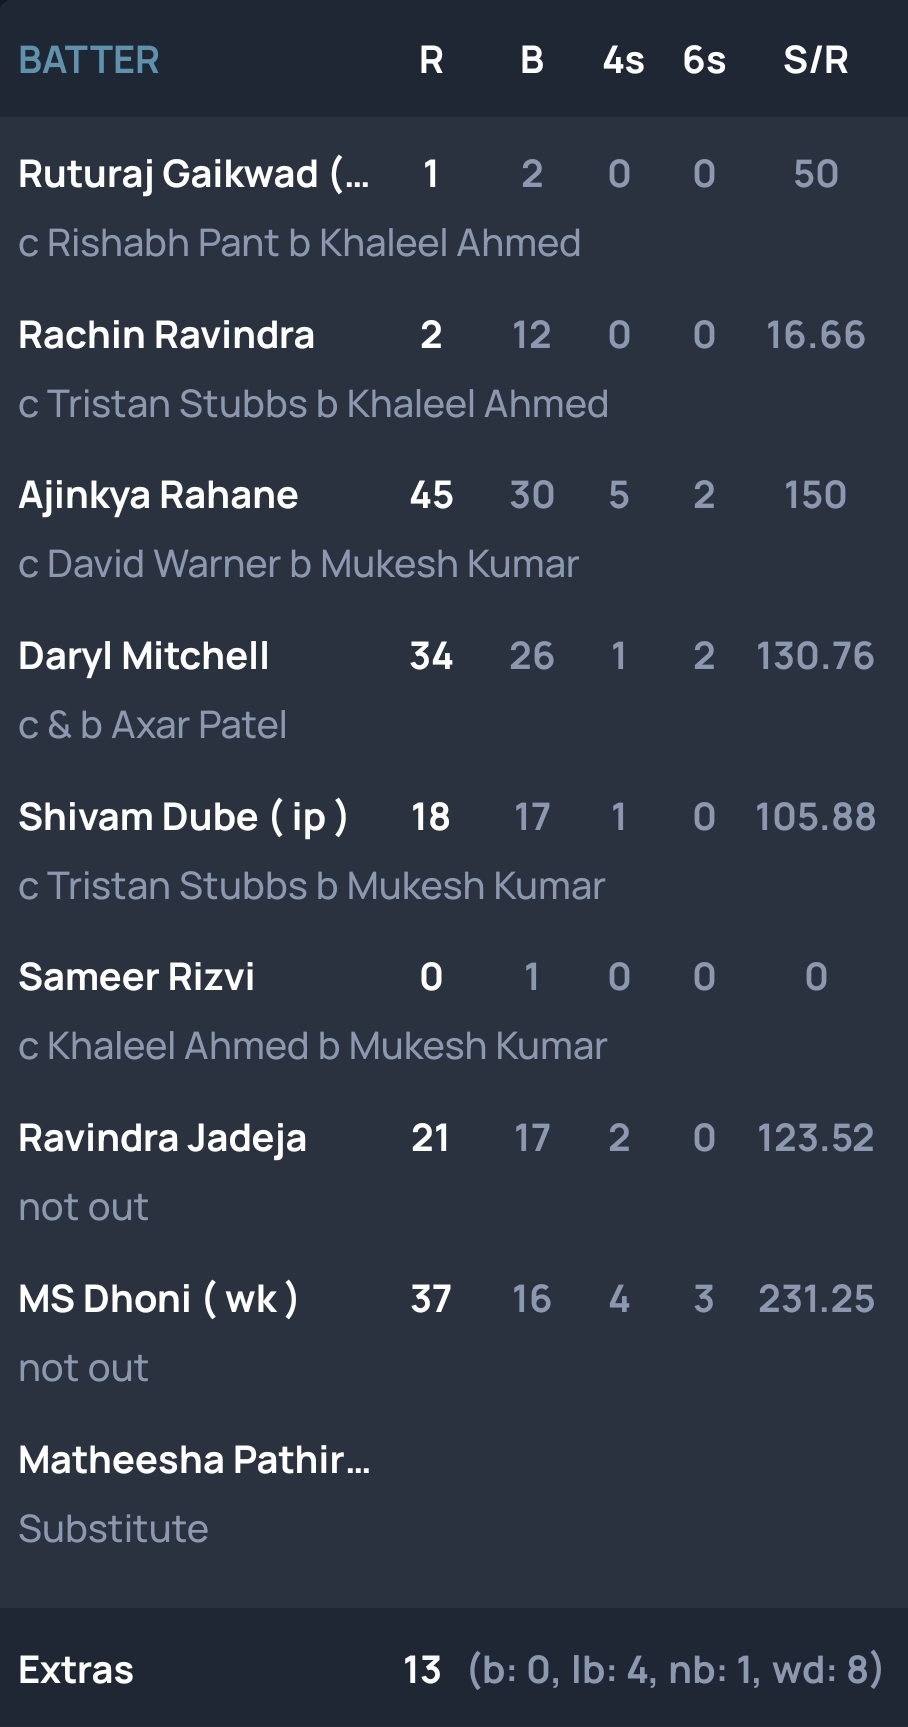 BATTER R B 4s 6s S/R
Ruturaj Gaikwad (... 1 2 0 0 50
c Rishabh Pant b Khaleel Ahmed
Rachin Ravindra 2 12 0 0 16.66
c Tristan Stubbs b Khaleel Ahmed
Ajinkya Rahane 45 30 5 2 150
c David Warner b Mukesh Kumar
Daryl Mitchell 34 26 1 2 130.76
c & b Axar Patel
Shivam Dube ( ip ) 18 17 1 0 105.88
c Tristan Stubbs b Mukesh Kumar
Sameer Rizvi 0 1 0 0 0
c Khaleel Ahmed b Mukesh Kumar
Ravindra Jadeja 21 17 2 0 123.52
not out
MS Dhoni ( wk ) 37 16 4 3 231.25
not out
Matheesha Pathir...
Substitute
Extras 13 (b: 0, lb: 4, nb: 1, wd: 8)